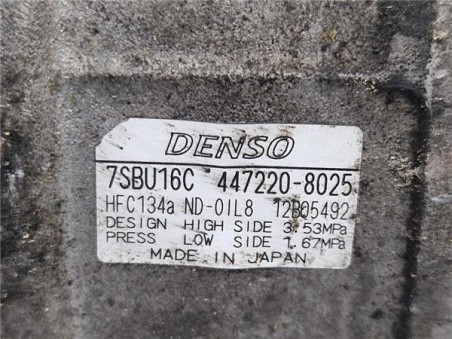 DENSO
7SBU16C 447220-8025
HFC134a ND-OIL8 12B05492
DESIGN HIGH SIDE 3.53MPa
PRESS LOW SIDE 1.67MPa
MADE IN JAPAN